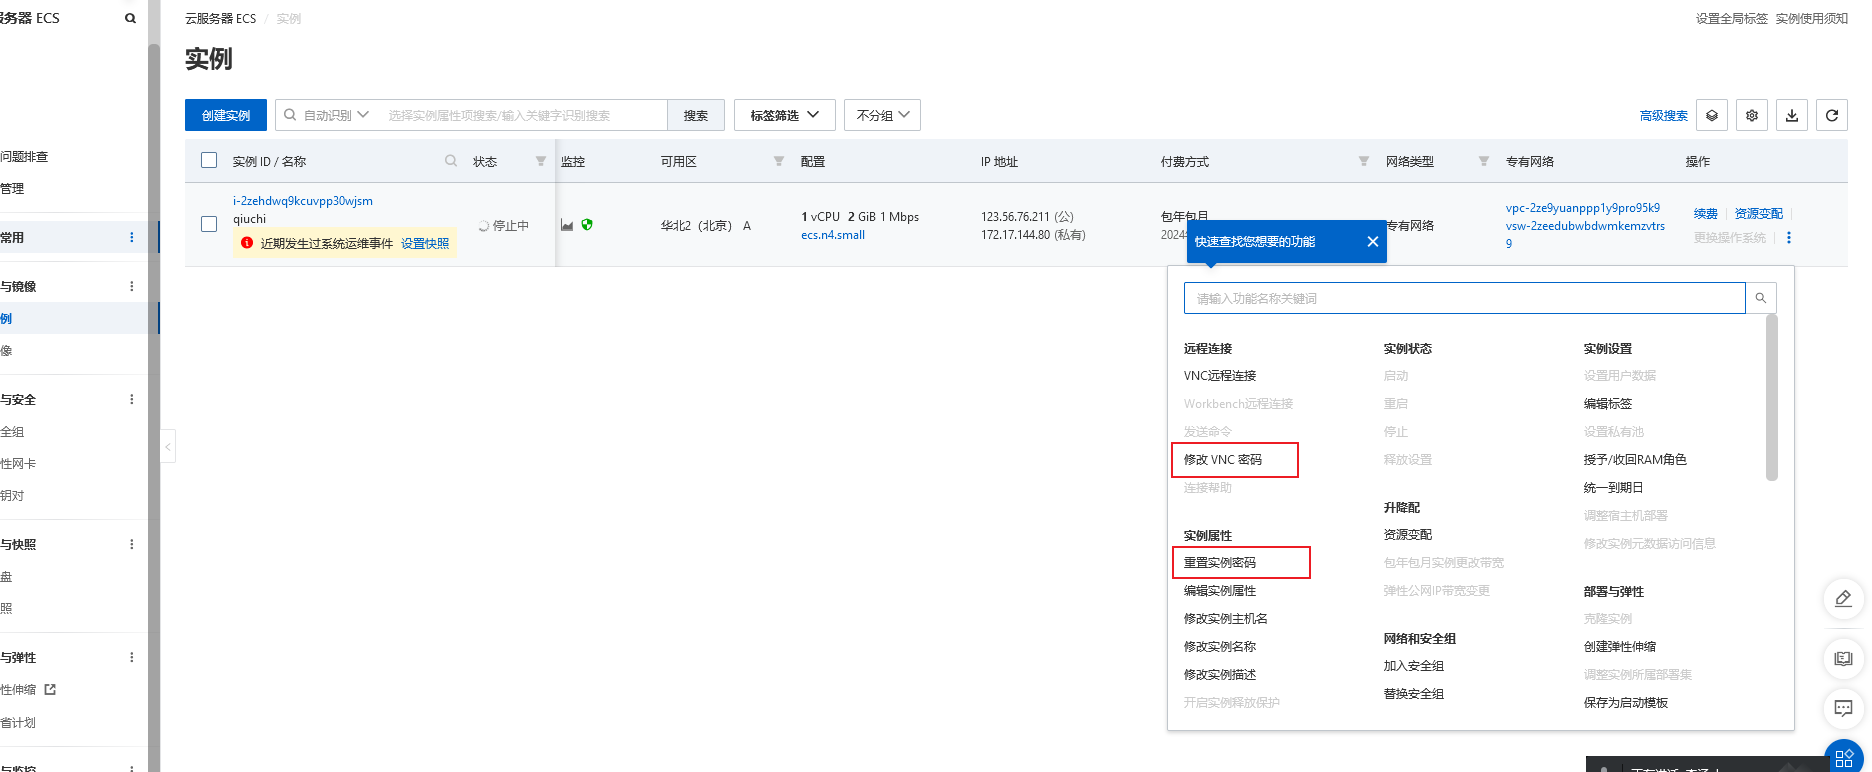 服务器 ECS
问题排查
管理
常用
与镜像
例
像
与安全
全组
性网卡
钥对
与快照
盘
照
与弹性
性伸缩
省计划
与监控
云服务器 ECS / 实例
设置全局标签 实例使用须知
实例
创建实例 自动识别 选择实例属性项搜索/输入关键字识别搜索 搜索 标签筛选 不分组 高级搜索
实例 ID / 名称 状态 监控 可用区 配置 IP 地址 付费方式 网络类型 专有网络 操作
i-2zehdwq9kcuvpp30wjsm
qiuchi
近期发生过系统运维事件 设置快照
停止中
华北2（北京） A
1 vCPU 2 GiB 1 Mbps
ecs.n4.small
123.56.76.211 (公)
172.17.144.80 (私有)
包年包月
2024
专有网络
vpc-2ze9yuanppp1y9pro95k9
vsw-2zeedubwbdwmkemzvtrs
9
续费 资源变配
更换操作系统
快速查找您想要的功能
请输入功能名称关键词
远程连接
VNC远程连接
Workbench远程连接
发送命令
修改 VNC 密码
连接帮助
实例属性
重置实例密码
编辑实例属性
修改实例主机名
修改实例名称
修改实例描述
开启实例释放保护
实例状态
启动
重启
停止
释放设置
升降配
资源变配
包年包月实例更改带宽
弹性公网IP带宽变更
网络和安全组
加入安全组
替换安全组
实例设置
设置用户数据
编辑标签
设置私有池
授予/收回RAM角色
统一到期日
调整宿主机部署
修改实例元数据访问信息
部署与弹性
克隆实例
创建弹性伸缩
调整实例所属部署集
保存为启动模板